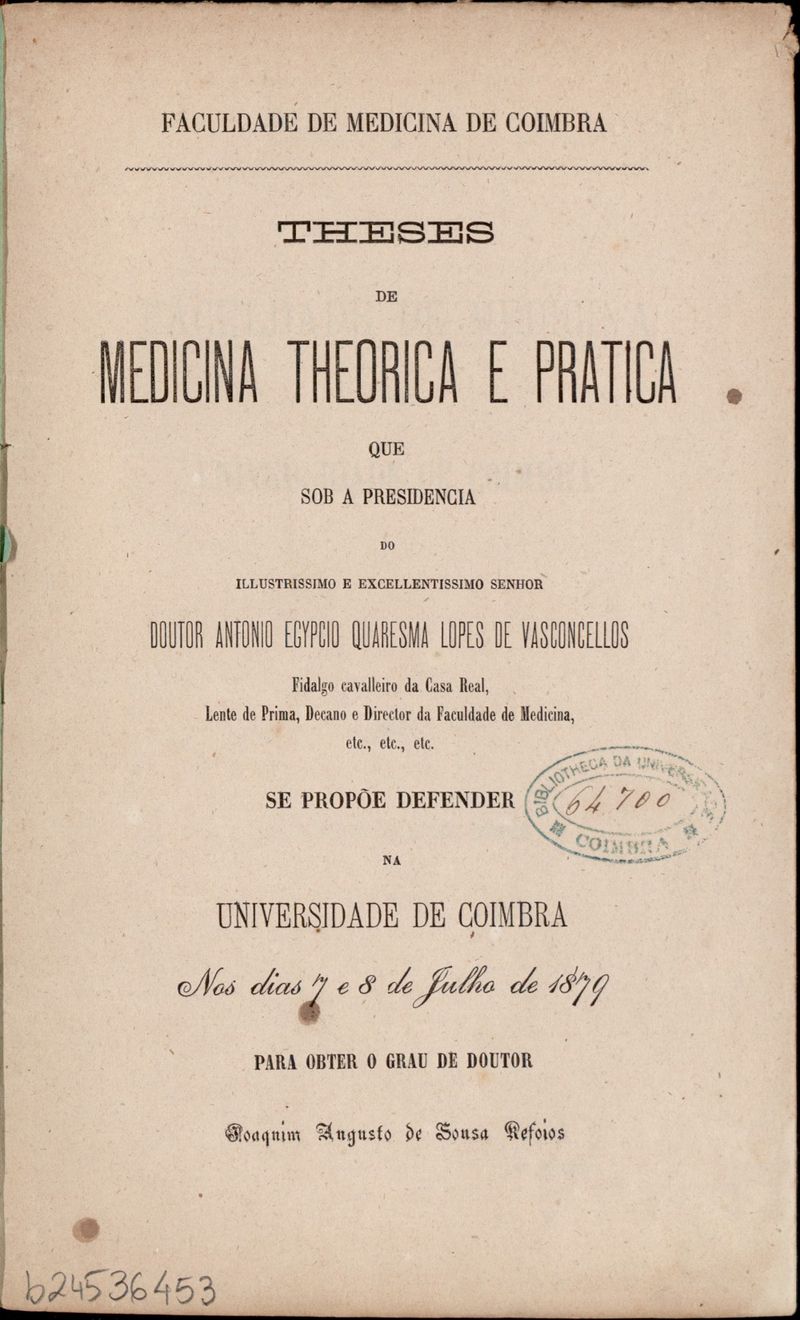 FACULDADE DE MEDICINA DE COIMBRA
THESES
DE
MEDICINA THEORICA E PRATICA
QUE
SOB A PRESIDENCIA
DO
ILLUSTRISSIMO E EXCELLENTISSIMO SENHOR
DOUTOR ANTONIO EGYPCIO QUARESMA LOPES DE VASCONCELLOS
Fidalgo cavalleiro da Casa Real,
Lente de Prima, Decano e Director da Faculdade de Medicina,
etc., etc., etc.
SE PROPÕE DEFENDER
BIBLIOTHECA DA
64700
COIMBRA
NA
UNIVERSIDADE DE COIMBRA
Nos dias 7 e 8 de Julho de 1879
PARA OBTER O GRAU DE DOUTOR
Joaquim Augusto de Sousa Refoios
b24536453